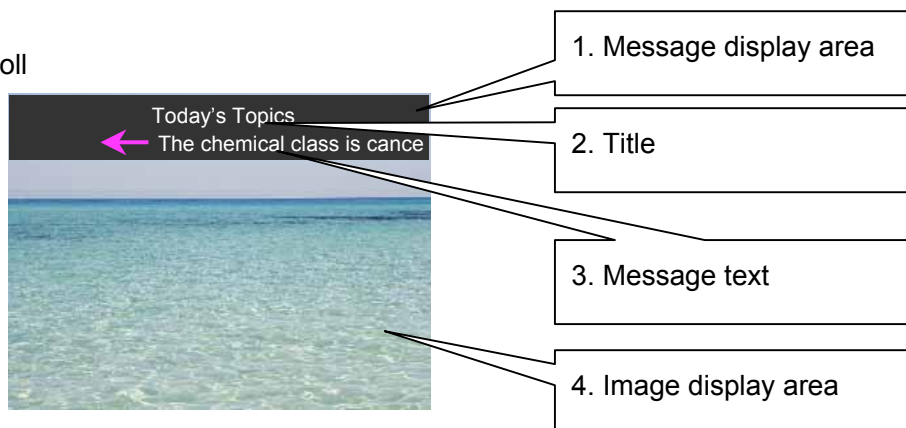 oll
Today's Topics
The chemical class is cance
1. Message display area
2. Title
3. Message text
4. Image display area